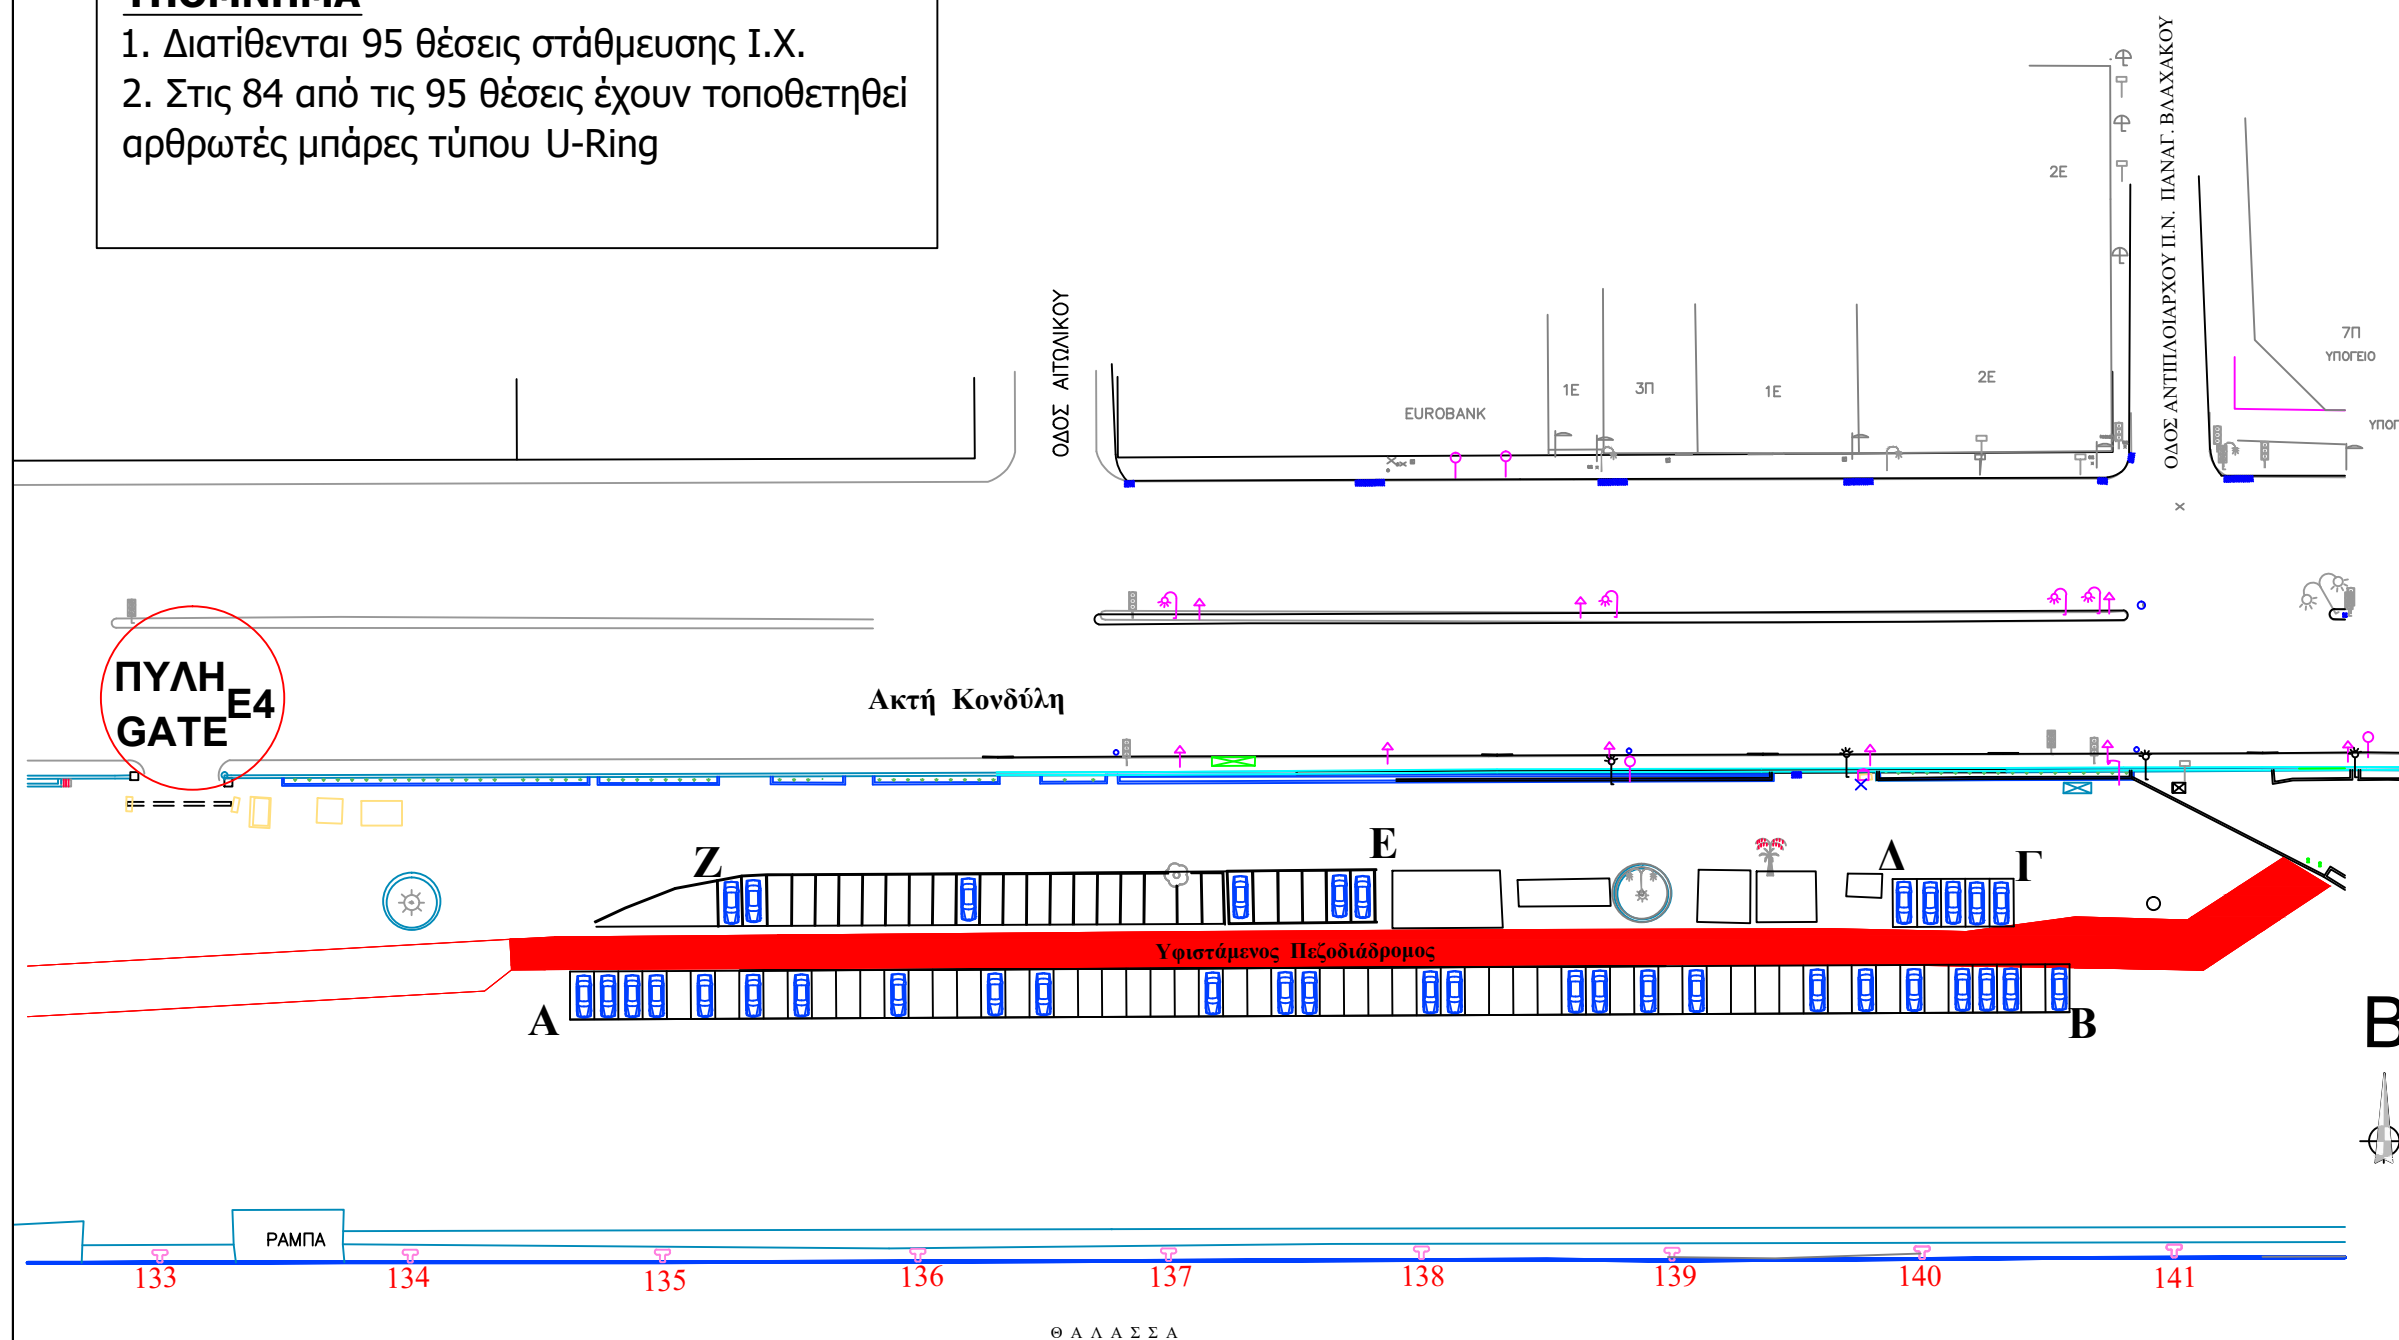 ΥΠΟΜΝΗΜΑ
1. Διατίθενται 95 θέσεις στάθμευσης Ι.Χ.
2. Στις 84 από τις 95 θέσεις έχουν τοποθετηθεί
αρθρωτές μπάρες τύπου U-Ring
ΟΔΟΣ ΑΙΤΩΛΙΚΟΥ
ΟΔΟΣ ΑΝΤΙΠΛΟΙΑΡΧΟΥ Π.Ν. ΠΑΝΑΓ. ΒΛΑΧΑΚΟΥ
2Ε
7Π
ΥΠΟΓΕΙΟ
EUROBANK
1Ε
3Π
1Ε
2Ε
ΥΠΟΓ
ΠΥΛΗ
GATE
E4
Ακτή Κονδύλη
Ζ
Ε
Δ
Γ
Υφιστάμενος Πεζοδιάδρομος
Α
Β
Β
ΡΑΜΠΑ
133
134
135
136
137
138
139
140
141
Θ Α Λ Α Σ Σ Α